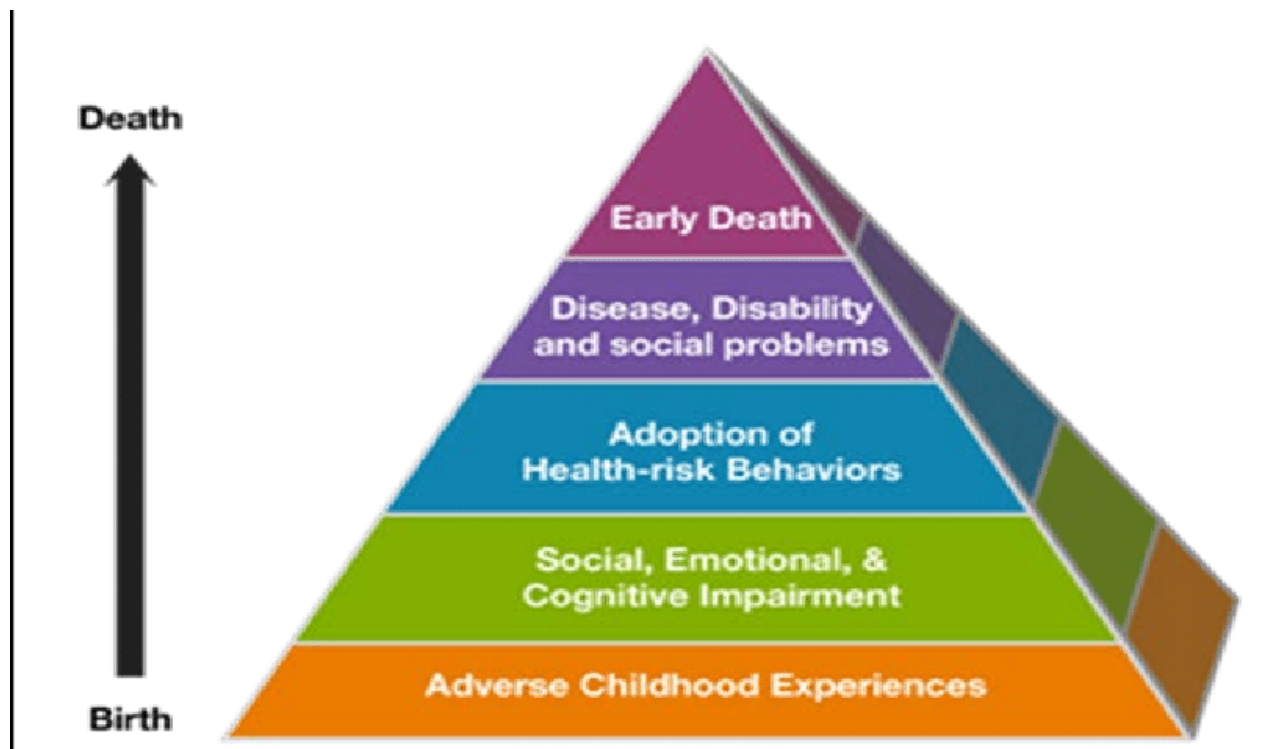 Death
Early Death
Disease, Disability
and social problems
Adoption of
Health-risk Behaviors
Social, Emotional, &
Cognitive Impairment
Adverse Childhood Experiences
Birth